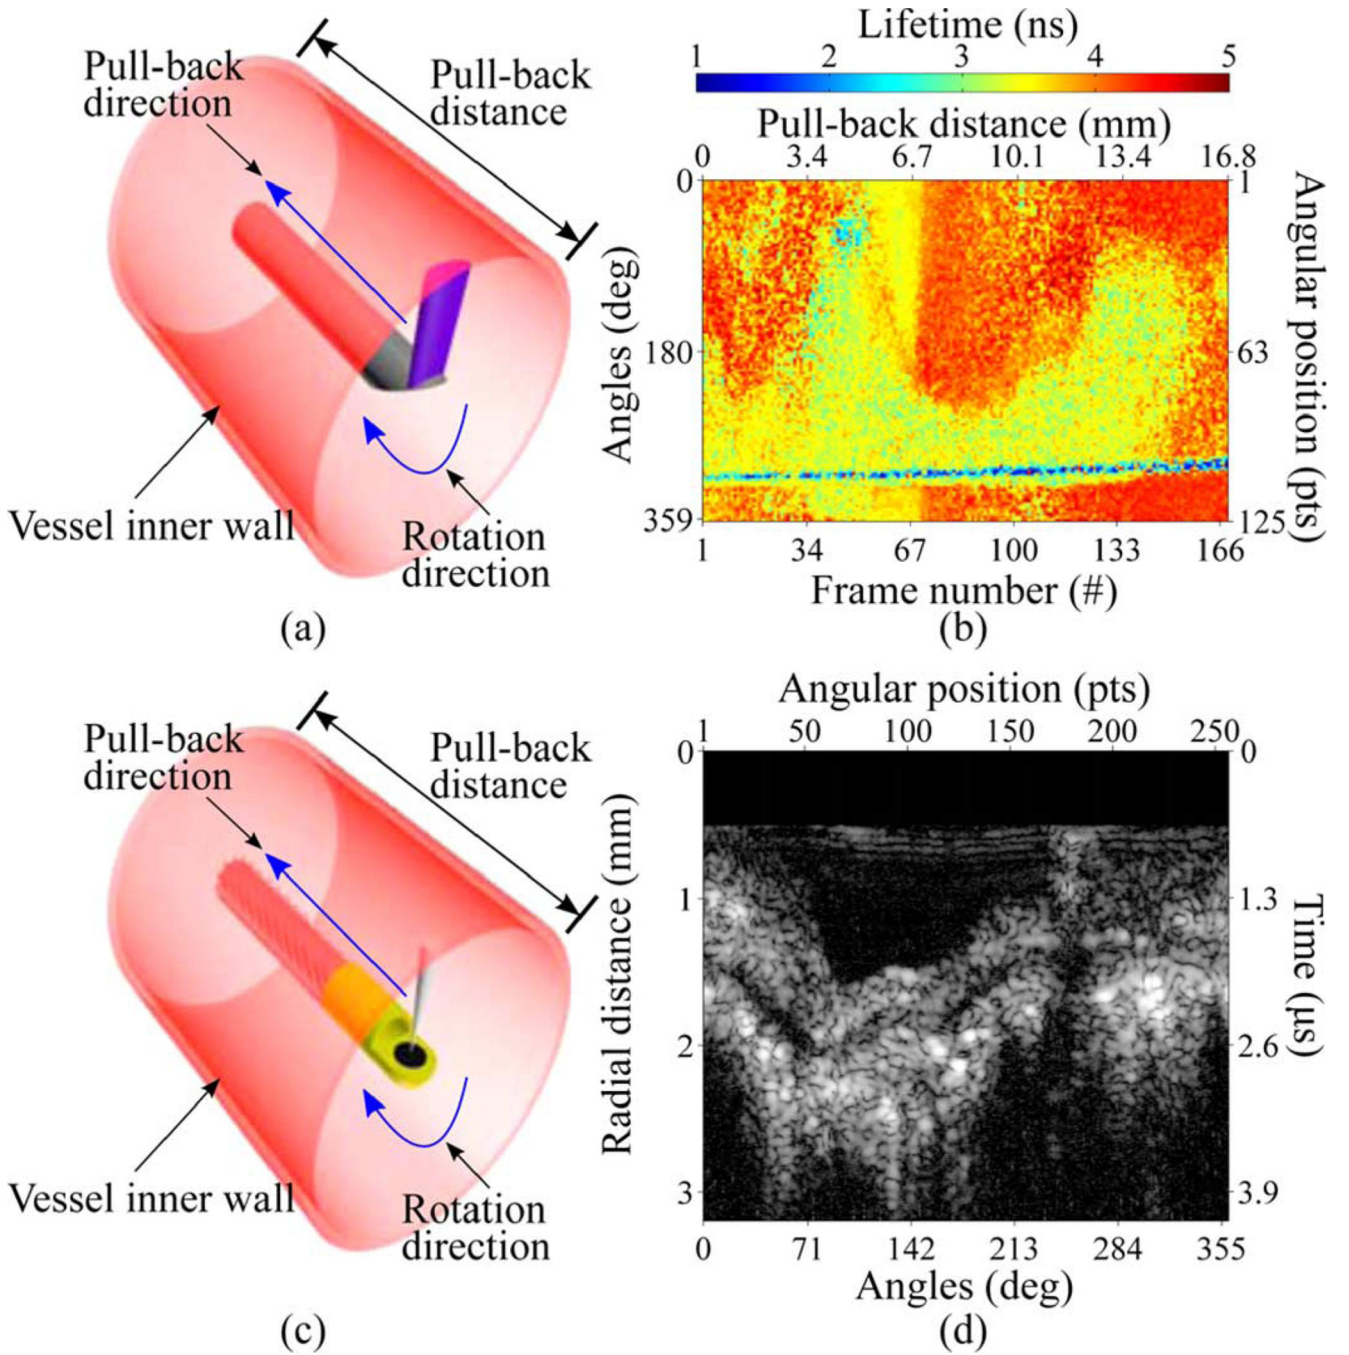 Pull-back
direction
Pull-back
distance
Vessel inner wall
Rotation
direction
(a)
Lifetime (ns)
1 2 3 4 5
Pull-back distance (mm)
0 3.4 6.7 10.1 13.4 16.8
Angles (deg)
0
180
359
Angular position (pts)
1
63
125
1 34 67 100 133 166
Frame number (#)
(b)
Pull-back
direction
Pull-back
distance
Vessel inner wall
Rotation
direction
(c)
Angular position (pts)
1 50 100 150 200 250
Radial distance (mm)
0
1
2
3
Time (µs)
0
1.3
2.6
3.9
0 71 142 213 284 355
Angles (deg)
(d)